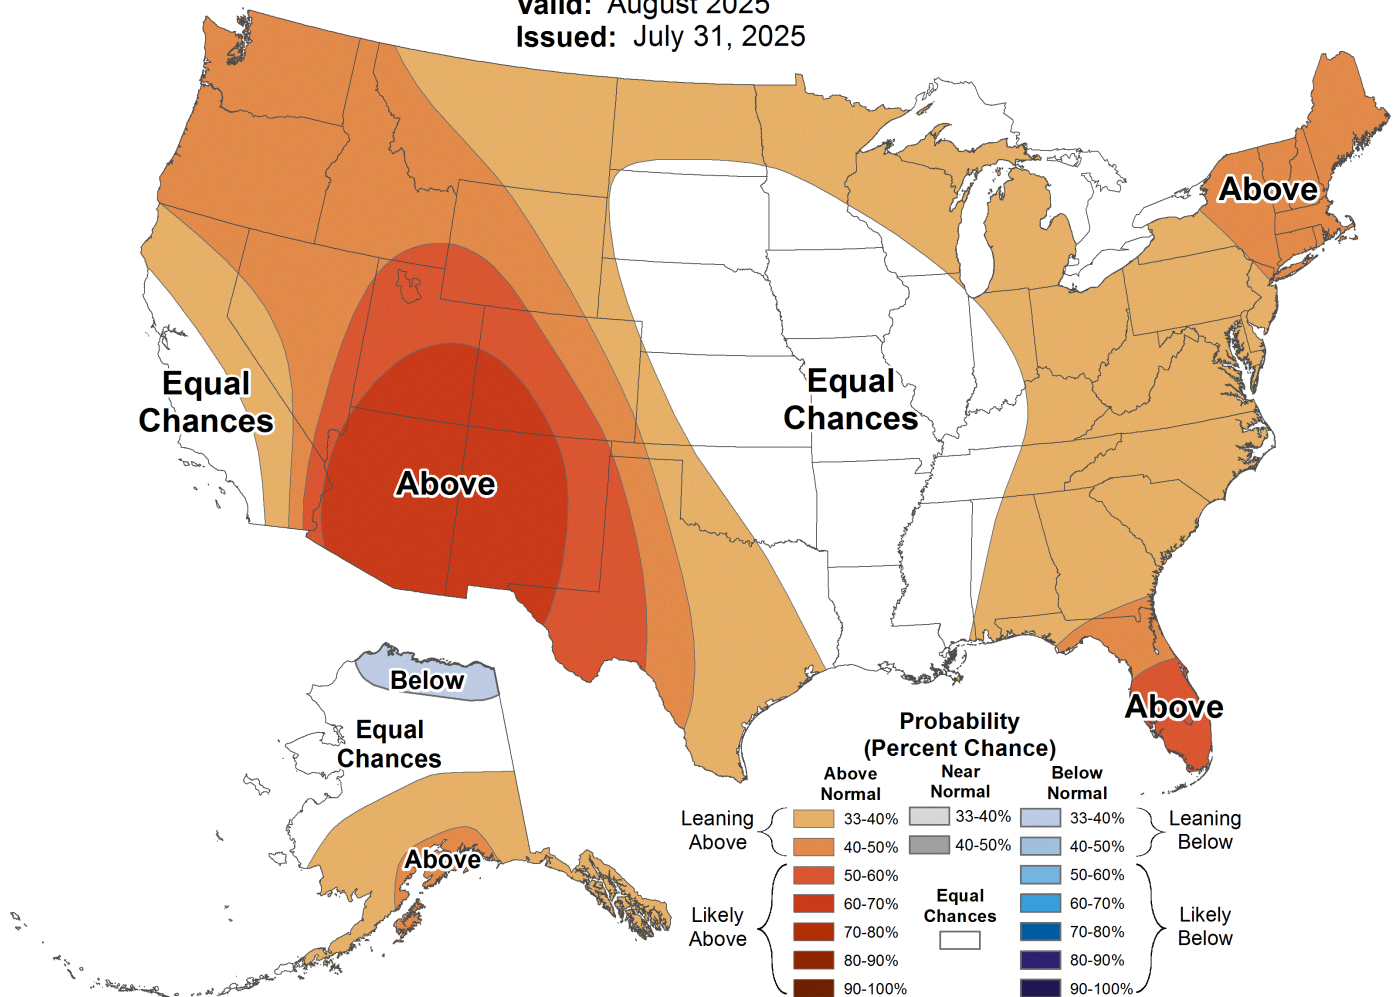 Valid: August 2025
Issued: July 31, 2025
Above
Equal
Chances
Equal
Chances
Above
Below
Equal
Chances
Above
Above
Probability
(Percent Chance)
Above
Normal
Near
Normal
Below
Normal
Leaning
Above
33-40%
33-40%
33-40%
Leaning
Below
40-50%
40-50%
40-50%
50-60%
50-60%
Likely
Above
60-70%
Equal
Chances
60-70%
Likely
Below
70-80%
70-80%
80-90%
80-90%
90-100%
90-100%